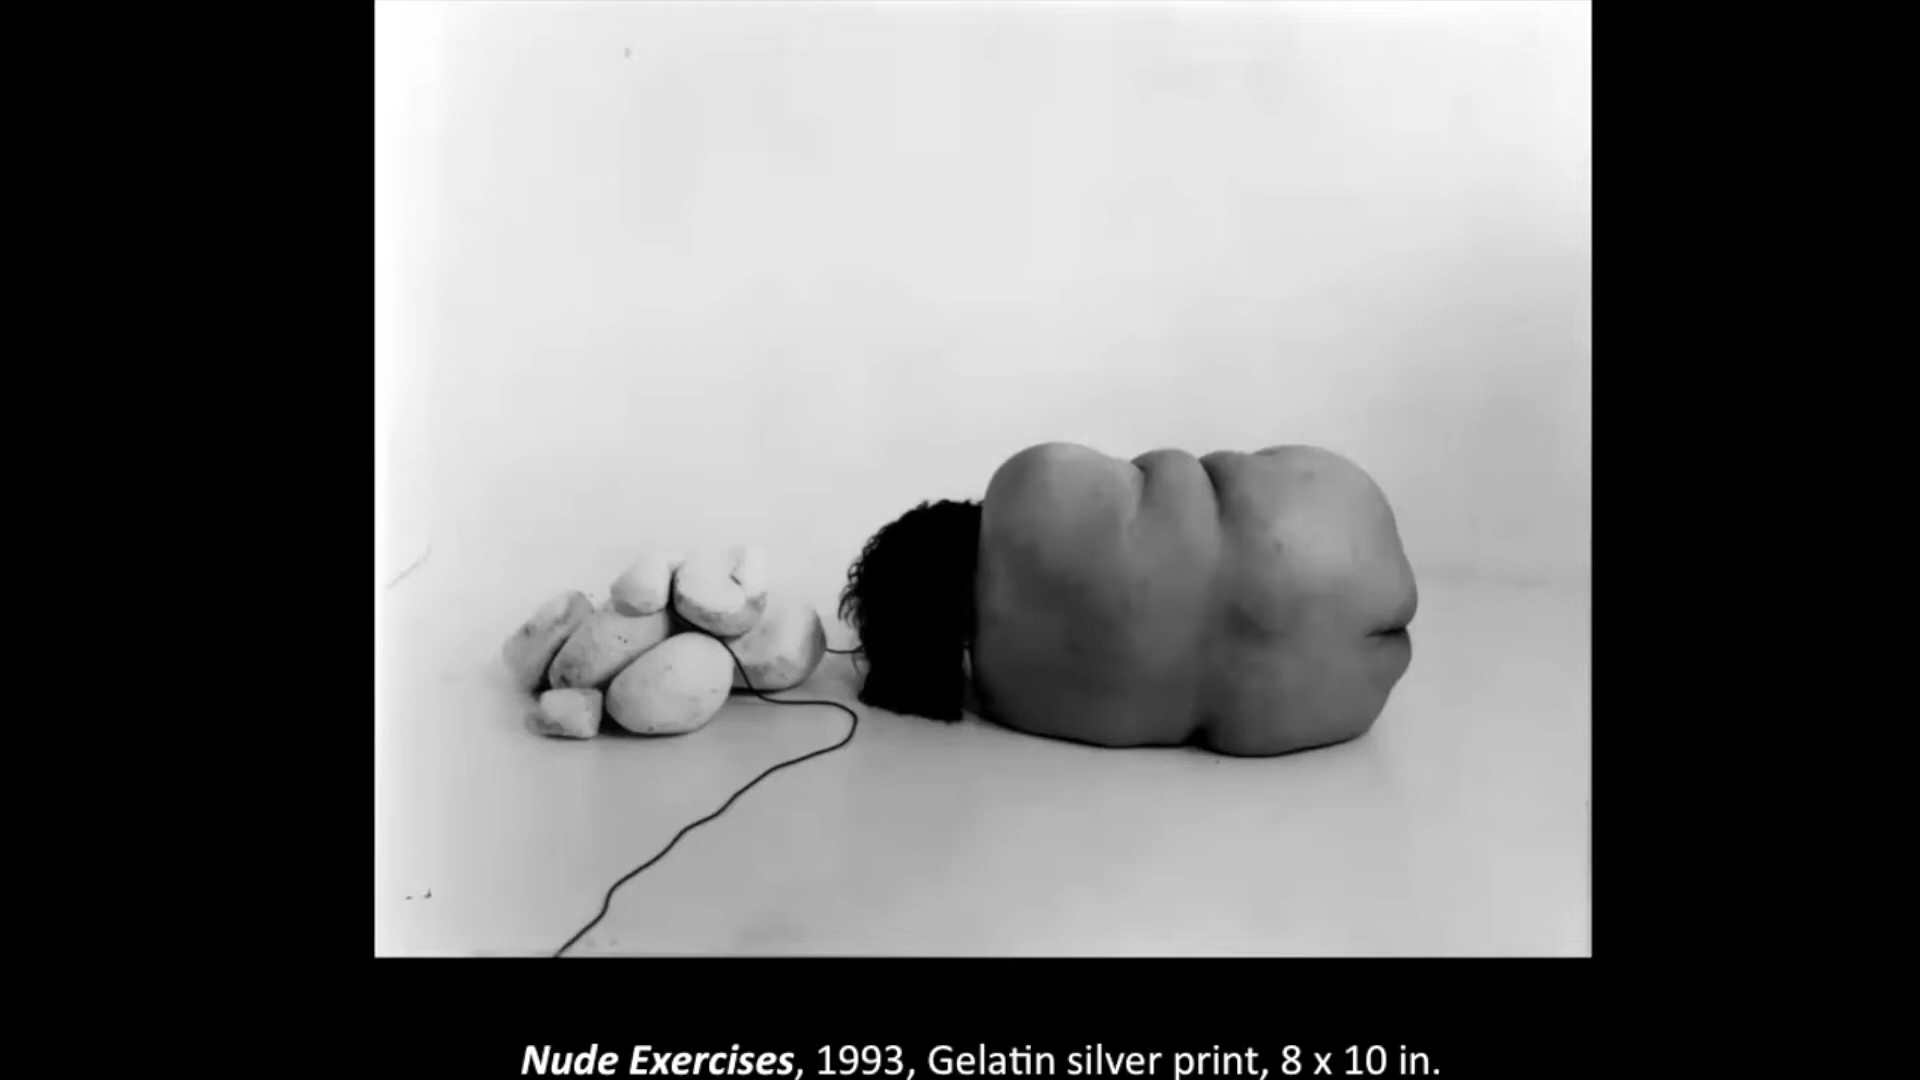 Nude Exercises, 1993, Gelatin silver print, 8 x 10 in.